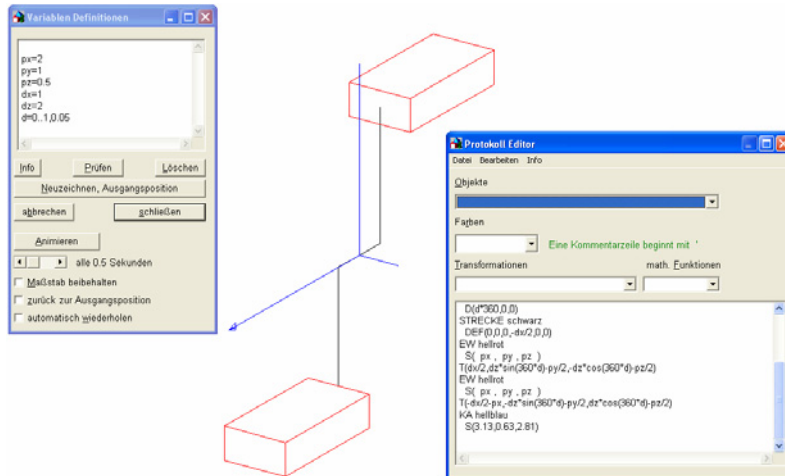 Variablen Definitionen
px=2
py=1
pz=0.5
dx=1
dz=2
d=0..1,0.05
Info Prüfen Löschen
Neuzeichnen, Ausgangsposition
abbrechen schließen
Animieren
alle 0.5 Sekunden
Maßstab beibehalten
zurück zur Ausgangsposition
automatisch wiederholen
Protokoll Editor
Datei Bearbeiten Info
Objekte
Farben
Eine Kommentarzeile beginnt mit '
Transformationen math. Funktionen
D(d*360,0,0)
STRECKE schwarz
DEF(0,0,0,-dx/2,0,0)
EW hellrot
S( px , py , pz )
T(dx/2,dz*sin(360*d)-py/2,-dz*cos(360*d)-pz/2)
EW hellrot
S( px , py , pz )
T(-dx/2-px,-dz*sin(360*d)-py/2,dz*cos(360*d)-pz/2)
KA hellblau
S(3.13,0.63,2.81)